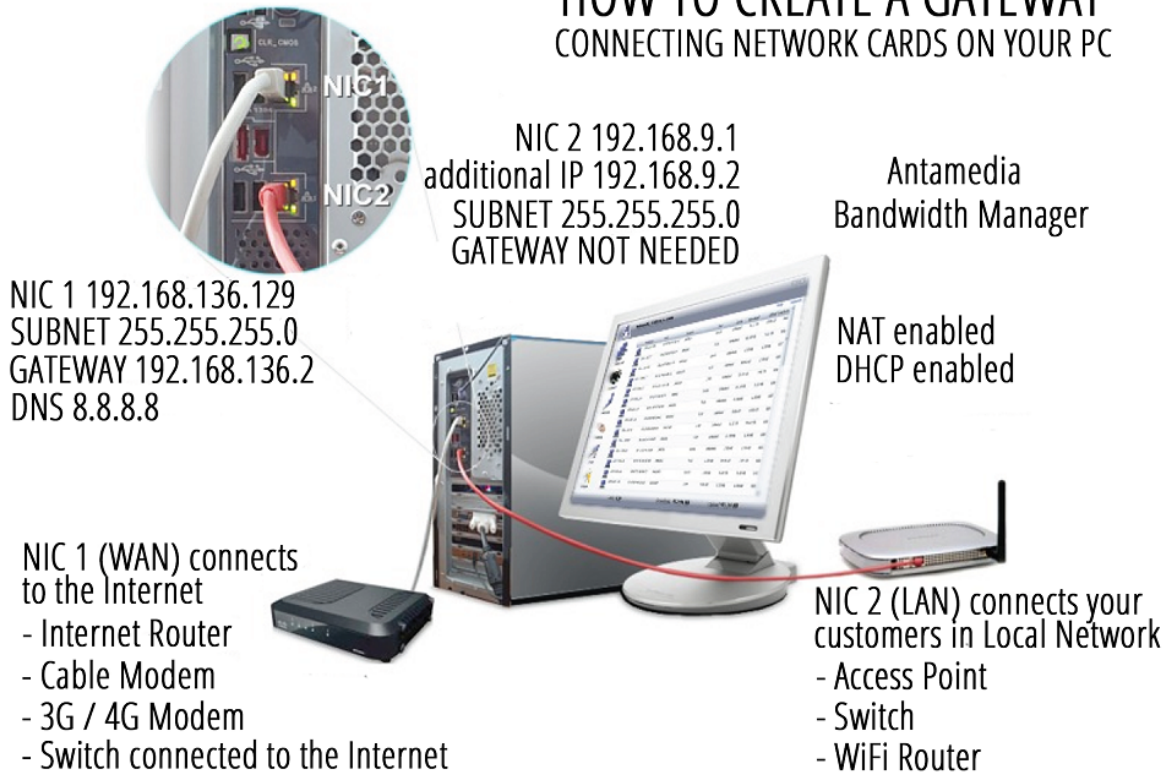 HOW TO CREATE A GATEWAY
CONNECTING NETWORK CARDS ON YOUR PC
CLR_CMOS
NIC1
NIC2
NIC 2 192.168.9.1
additional IP 192.168.9.2
SUBNET 255.255.255.0
GATEWAY NOT NEEDED
Antamedia
Bandwidth Manager
NIC 1 192.168.136.129
SUBNET 255.255.255.0
GATEWAY 192.168.136.2
DNS 8.8.8.8
NAT enabled
DHCP enabled
NIC 1 (WAN) connects
to the Internet
- Internet Router
- Cable Modem
- 3G / 4G Modem
- Switch connected to the Internet
NIC 2 (LAN) connects your
customers in Local Network
- Access Point
- Switch
- WiFi Router